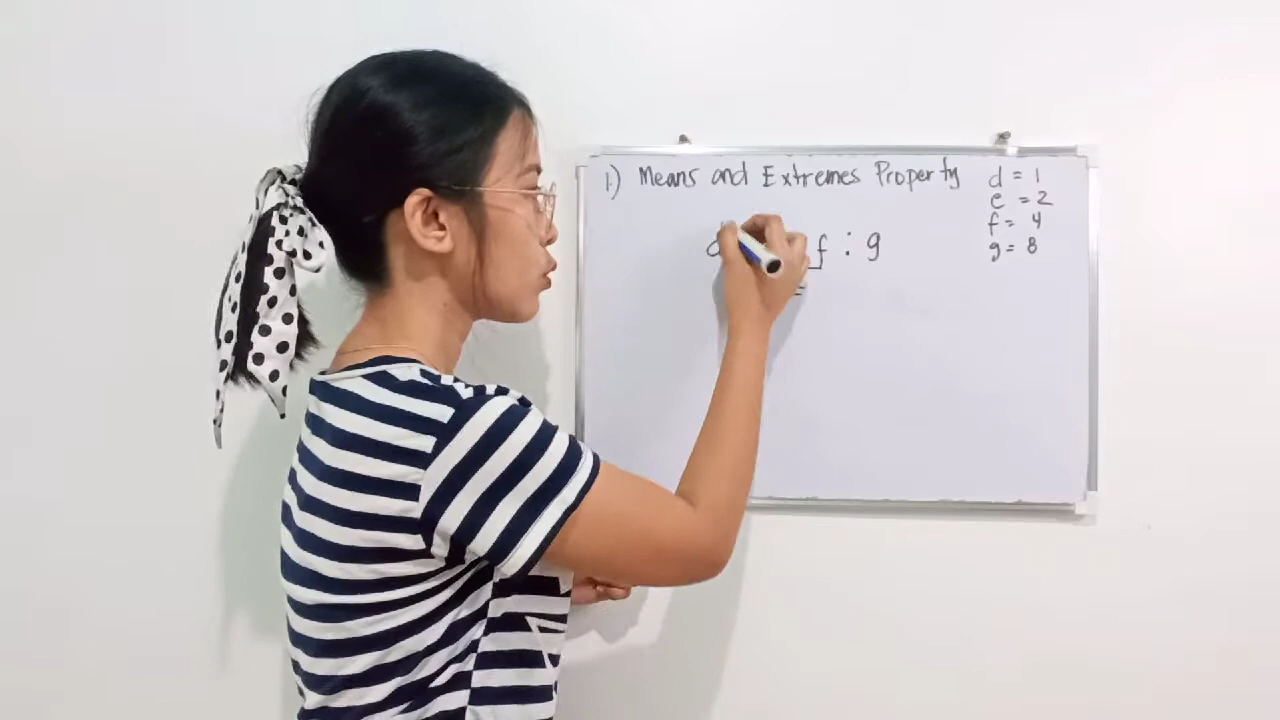 1.) Means and Extremes Property
d f : g
=
d = 1
e = 2
f = 4
g = 8